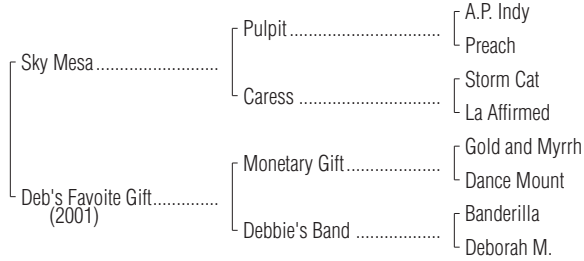 A.P. Indy
Pulpit
Preach
Sky Mesa
Storm Cat
Caress
La Affirmed
Gold and Myrrh
Monetary Gift
Dance Mount
Deb's Favoite Gift
(2001)
Banderilla
Debbie's Band
Deborah M.